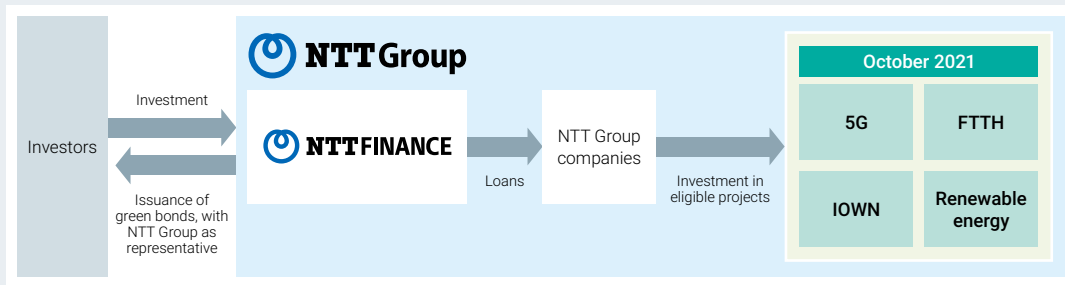 NTT Group
Investors
Investment
Issuance of
green bonds, with
NTT Group as
representative
NTT FINANCE
Loans
NTT Group
companies
Investment in
eligible projects
October 2021
5G
FTTH
IOWN
Renewable
energy